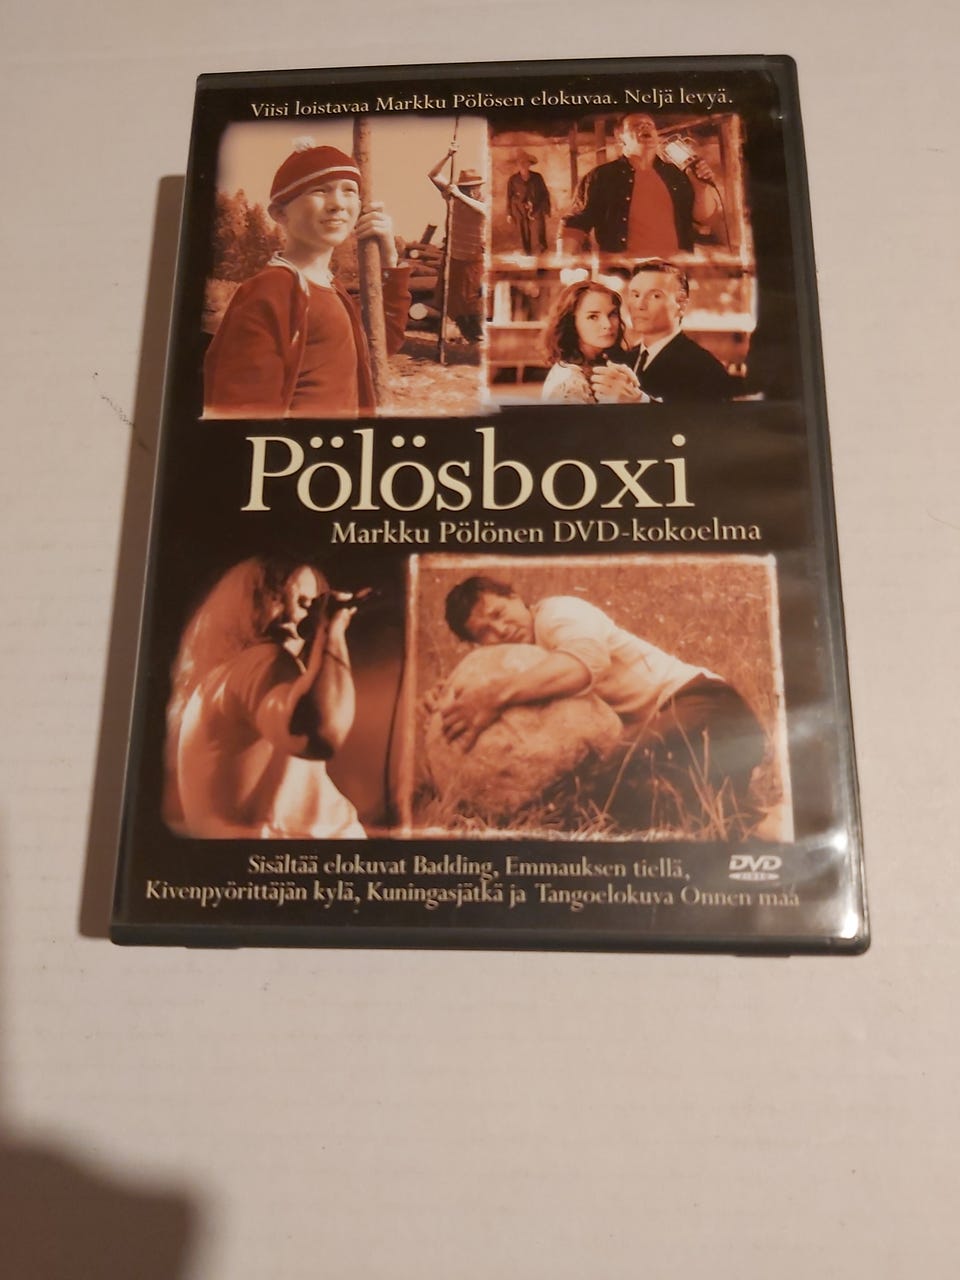 Viisi loistavaa Markku Pölösen elokuvaa. Neljä levyä.
Pölösboxi
Markku Pölönen DVD-kokoelma
Sisältää elokuvat Badding, Emmauksen tiellä,
Kivenpyörittäjän kylä, Kuningasjätkä ja Tangoelokuva Onnen maa
DVD
VIDEO